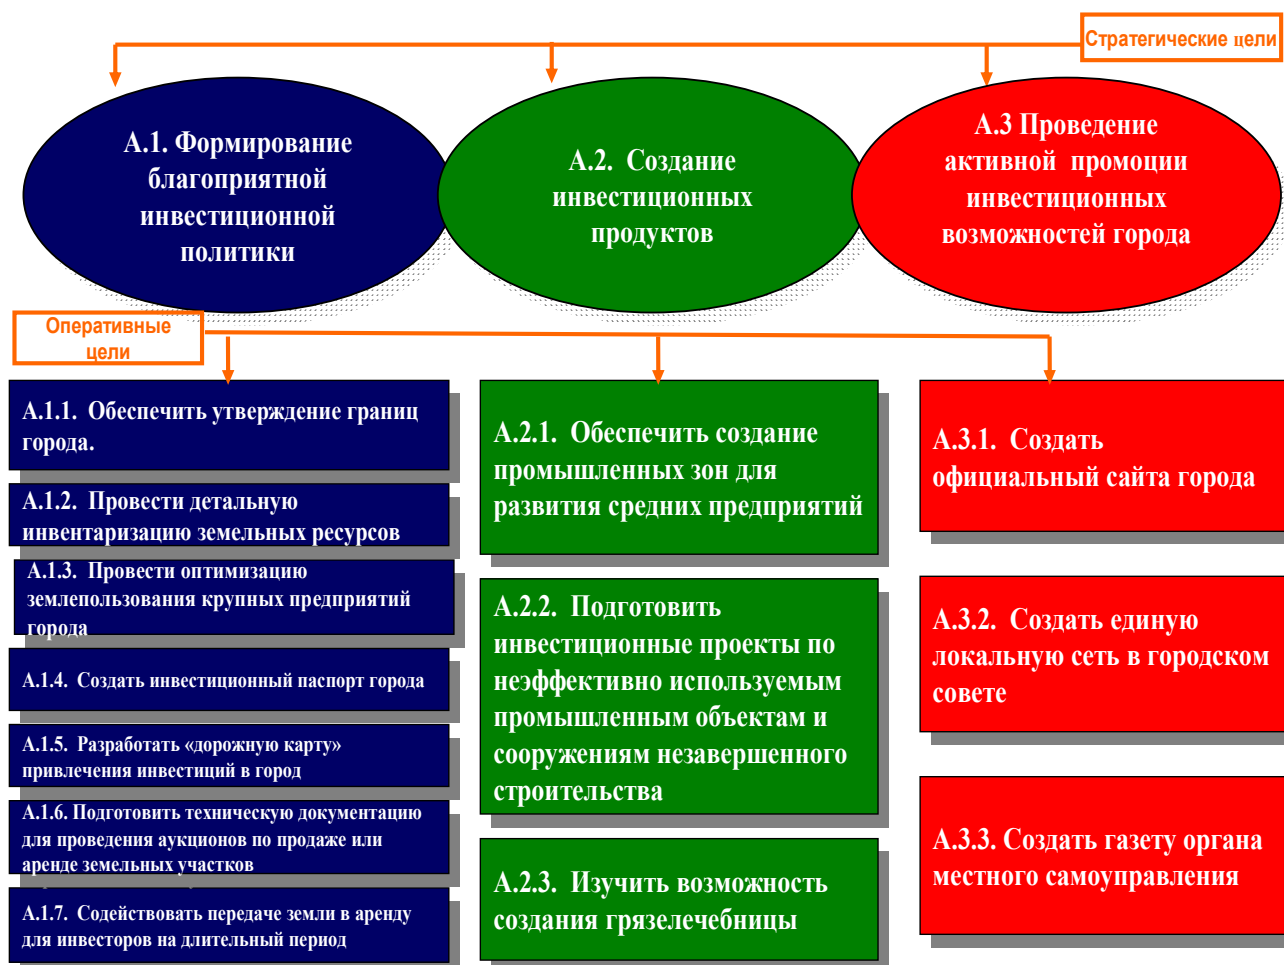 Стратегические цели
А.1. Формирование
благоприятной
инвестиционной
политики
А.2. Создание
инвестиционных
продуктов
А.3 Проведение
активной промоции
инвестиционных
возможностей города
Оперативные
цели
А.1.1. Обеспечить утверждение границ
города.
А.1.2. Провести детальную
инвентаризацию земельных ресурсов
А.1.3. Провести оптимизацию
землепользования крупных предприятий
города
А.1.4. Создать инвестиционный паспорт города
А.1.5. Разработать «дорожную карту»
привлечения инвестиций в город
А.1.6. Подготовить техническую документацию
для проведения аукционов по продаже или
аренде земельных участков
А.1.7. Содействовать передаче земли в аренду
для инвесторов на длительный период
А.2.1. Обеспечить создание
промышленных зон для
развития средних предприятий
А.2.2. Подготовить
инвестиционные проекты по
неэффективно используемым
промышленным объектам и
сооружениям незавершенного
строительства
А.2.3. Изучить возможность
создания грязелечебницы
А.3.1. Создать
официальный сайта города
А.3.2. Создать единую
локальную сеть в городском
совете
А.3.3. Создать газету органа
местного самоуправления